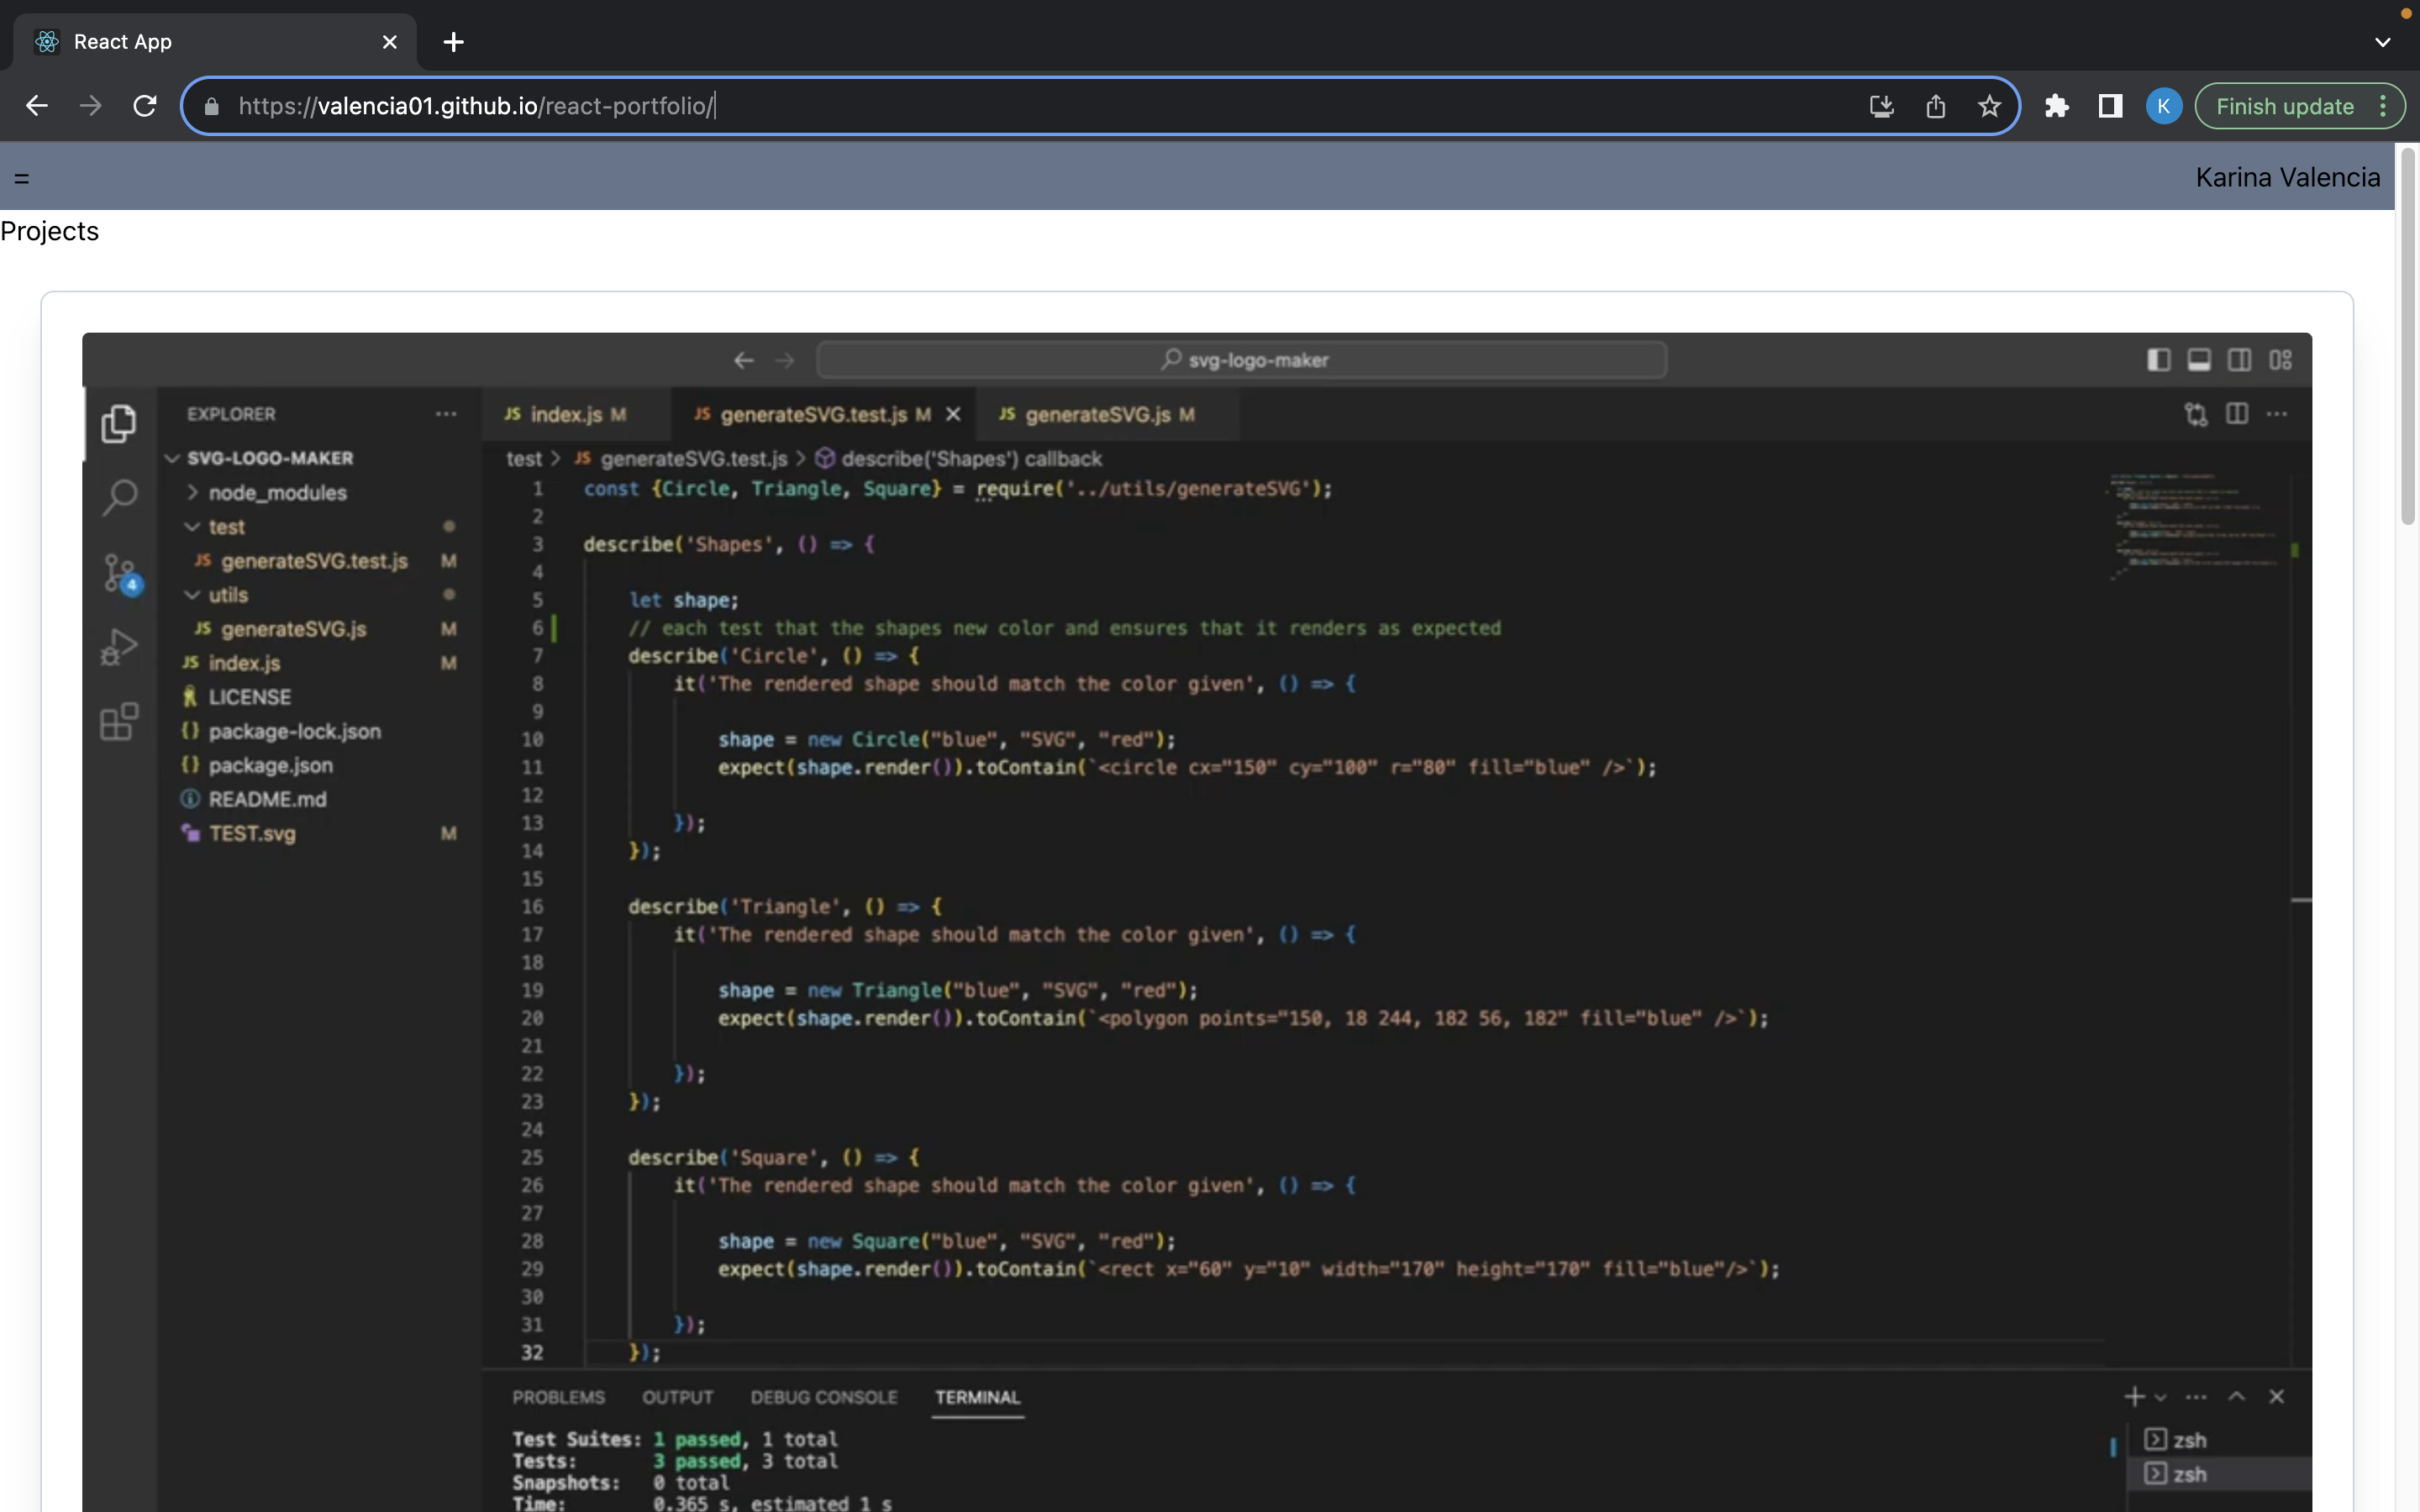 React App
https://valencia01.github.io/react-portfolio/
K
Finish update
=
Karina Valencia
Projects
svg-logo-maker
EXPLORER
JS index.js M
JS generateSVG.test.js M
JS generateSVG.js M
SVG-LOGO-MAKER
node_modules
test
JS generateSVG.test.js M
utils
JS generateSVG.js M
JS index.js M
LICENSE
{} package-lock.json
{} package.json
README.md
TEST.svg M
4
test > JS generateSVG.test.js > describe('Shapes') callback
1 const {Circle, Triangle, Square} = require('../utils/generateSVG');
2
3 describe('Shapes', () => {
4
5 let shape;
6 // each test that the shapes new color and ensures that it renders as expected
7 describe('Circle', () => {
8 it('The rendered shape should match the color given', () => {
9
10 shape = new Circle("blue", "SVG", "red");
11 expect(shape.render()).toContain(`<circle cx="150" cy="100" r="80" fill="blue" />`);
12
13 });
14 });
15
16 describe('Triangle', () => {
17 it('The rendered shape should match the color given', () => {
18
19 shape = new Triangle("blue", "SVG", "red");
20 expect(shape.render()).toContain(`<polygon points="150, 18 244, 182 56, 182" fill="blue" />`);
21
22 });
23 });
24
25 describe('Square', () => {
26 it('The rendered shape should match the color given', () => {
27
28 shape = new Square("blue", "SVG", "red");
29 expect(shape.render()).toContain(`<rect x="60" y="10" width="170" height="170" fill="blue"/>`);
30
31 });
32 });
PROBLEMS OUTPUT DEBUG CONSOLE TERMINAL
Test Suites: 1 passed, 1 total
Tests: 3 passed, 3 total
Snapshots: 0 total
Time: 0.365 s, estimated 1 s
zsh
zsh